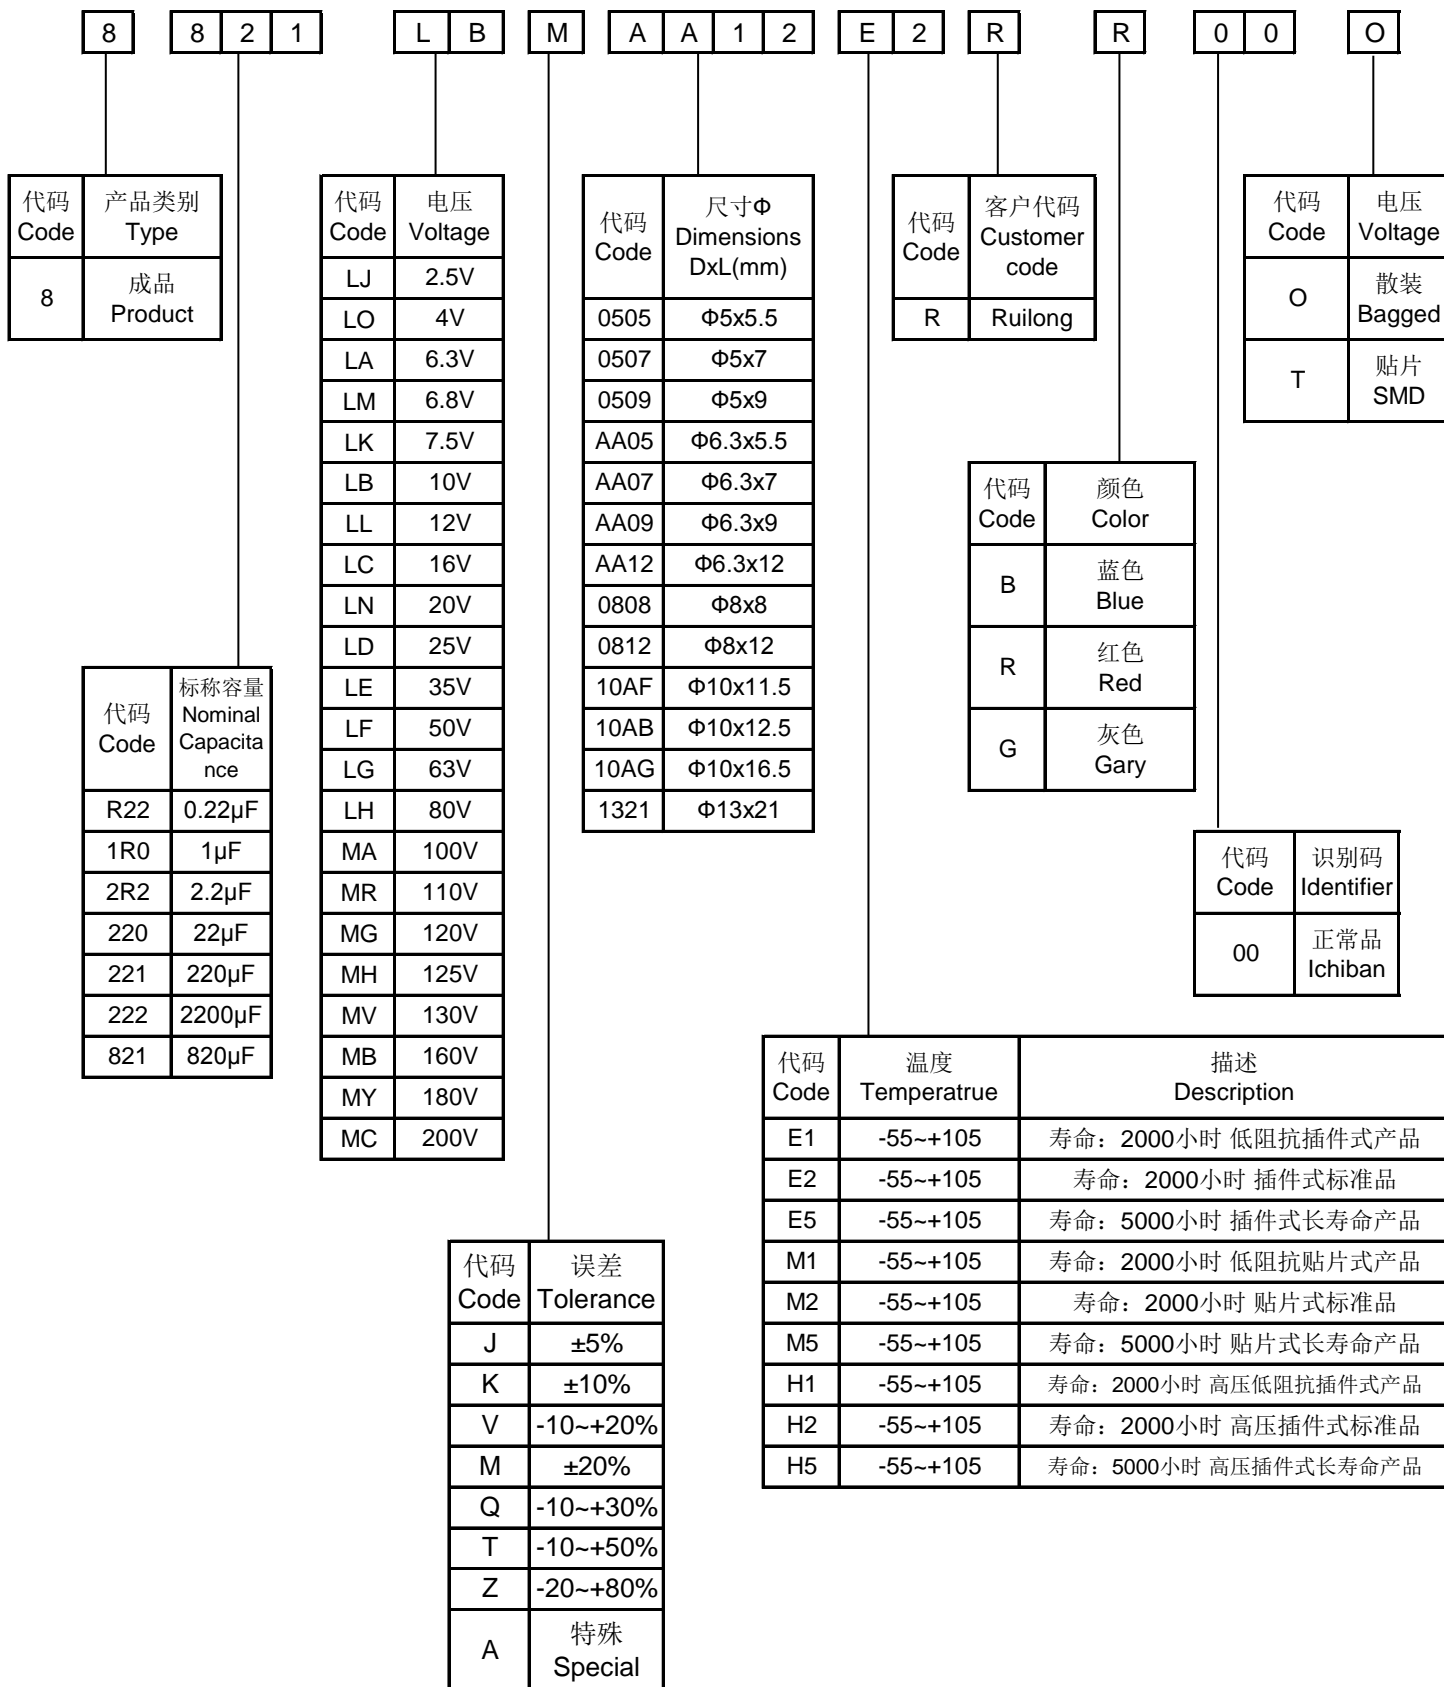 8 8 2 1 L B M A A 1 2 E 2 R R 0 0 O
代码 产品类别
Code Type
8 成品
Product
代码 标称容量
Code Nominal
Capacita
nce
R22 0.22μF
1R0 1μF
2R2 2.2μF
220 22μF
221 220μF
222 2200μF
821 820μF
代码 电压
Code Voltage
LJ 2.5V
LO 4V
LA 6.3V
LM 6.8V
LK 7.5V
LB 10V
LL 12V
LC 16V
LN 20V
LD 25V
LE 35V
LF 50V
LG 63V
LH 80V
MA 100V
MR 110V
MG 120V
MH 125V
MV 130V
MB 160V
MY 180V
MC 200V
代码 误差
Code Tolerance
J ±5%
K ±10%
V -10~+20%
M ±20%
Q -10~+30%
T -10~+50%
Z -20~+80%
A 特殊
Special
代码 尺寸Φ
Code Dimensions
DxL(mm)
0505 Φ5x5.5
0507 Φ5x7
0509 Φ5x9
AA05 Φ6.3x5.5
AA07 Φ6.3x7
AA09 Φ6.3x9
AA12 Φ6.3x12
0808 Φ8x8
0812 Φ8x12
10AF Φ10x11.5
10AB Φ10x12.5
10AG Φ10x16.5
1321 Φ13x21
代码 温度 描述
Code Temperatrue Description
E1 -55~+105 寿命：2000小时 低阻抗插件式产品
E2 -55~+105 寿命：2000小时 插件式标准品
E5 -55~+105 寿命：5000小时 插件式长寿命产品
M1 -55~+105 寿命：2000小时 低阻抗贴片式产品
M2 -55~+105 寿命：2000小时 贴片式标准品
M5 -55~+105 寿命：5000小时 贴片式长寿命产品
H1 -55~+105 寿命：2000小时 高压低阻抗插件式产品
H2 -55~+105 寿命：2000小时 高压插件式标准品
H5 -55~+105 寿命：5000小时 高压插件式长寿命产品
代码 客户代码
Code Customer
code
R Ruilong
代码 颜色
Code Color
B 蓝色
Blue
R 红色
Red
G 灰色
Gary
代码 识别码
Code Identifier
00 正常品
Ichiban
代码 电压
Code Voltage
O 散装
Bagged
T 贴片
SMD